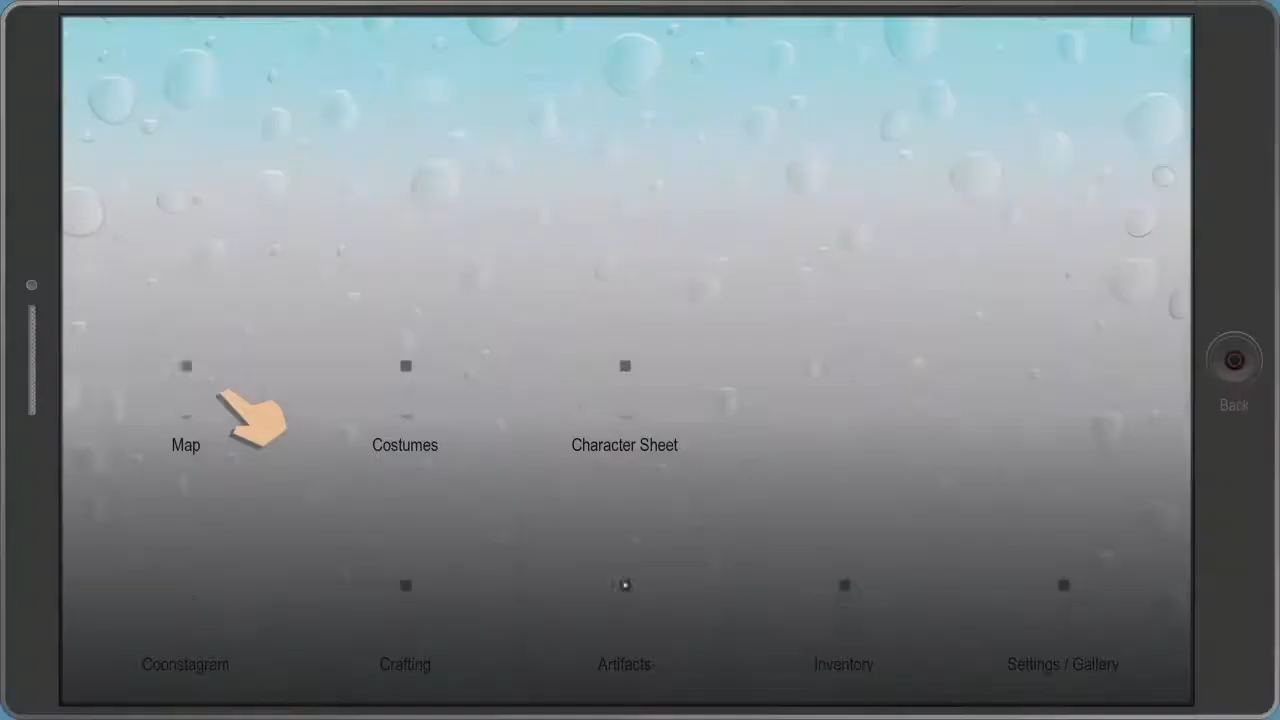 Back
Map
Costumes
Character Sheet
Coonstagram
Crafting
Artifacts
Inventory
Settings / Gallery